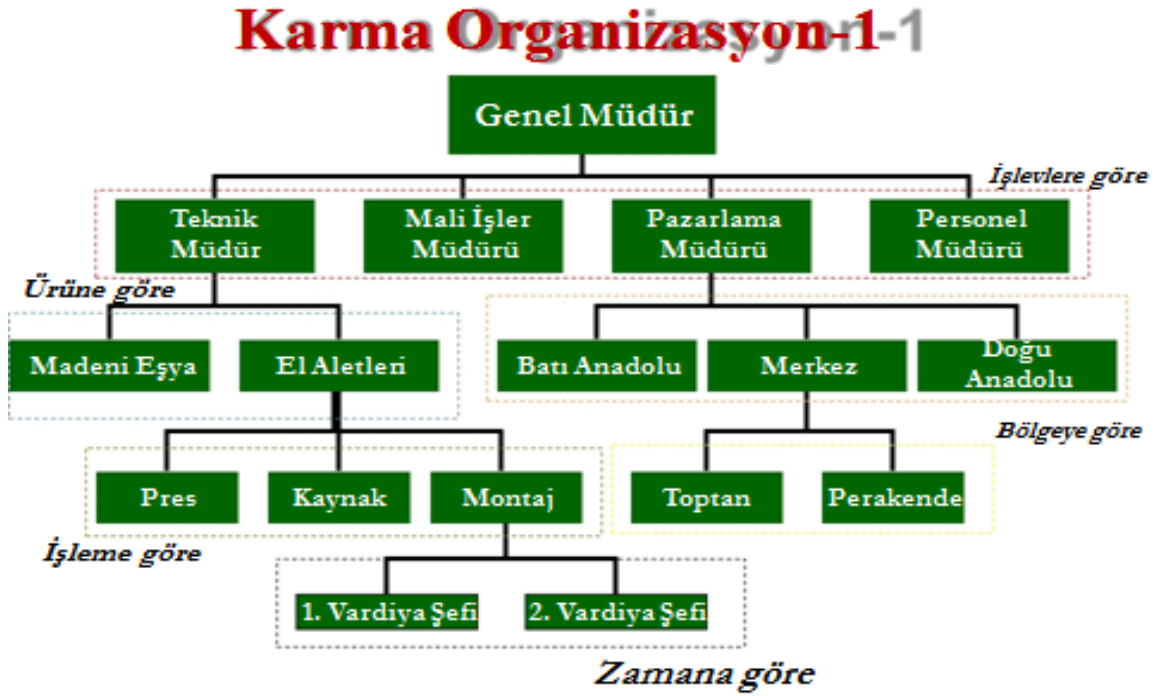 Karma Organizasyon-1
Genel Müdür
İşlevlere göre
Teknik
Müdür
Mali İşler
Müdürü
Pazarlama
Müdürü
Personel
Müdürü
Ürüne göre
Madeni Eşya
El Aletleri
Batı Anadolu
Merkez
Doğu
Anadolu
Bölgeye göre
Pres
Kaynak
Montaj
Toptan
Perakende
İşleme göre
1. Vardiya Şefi
2. Vardiya Şefi
Zamana göre